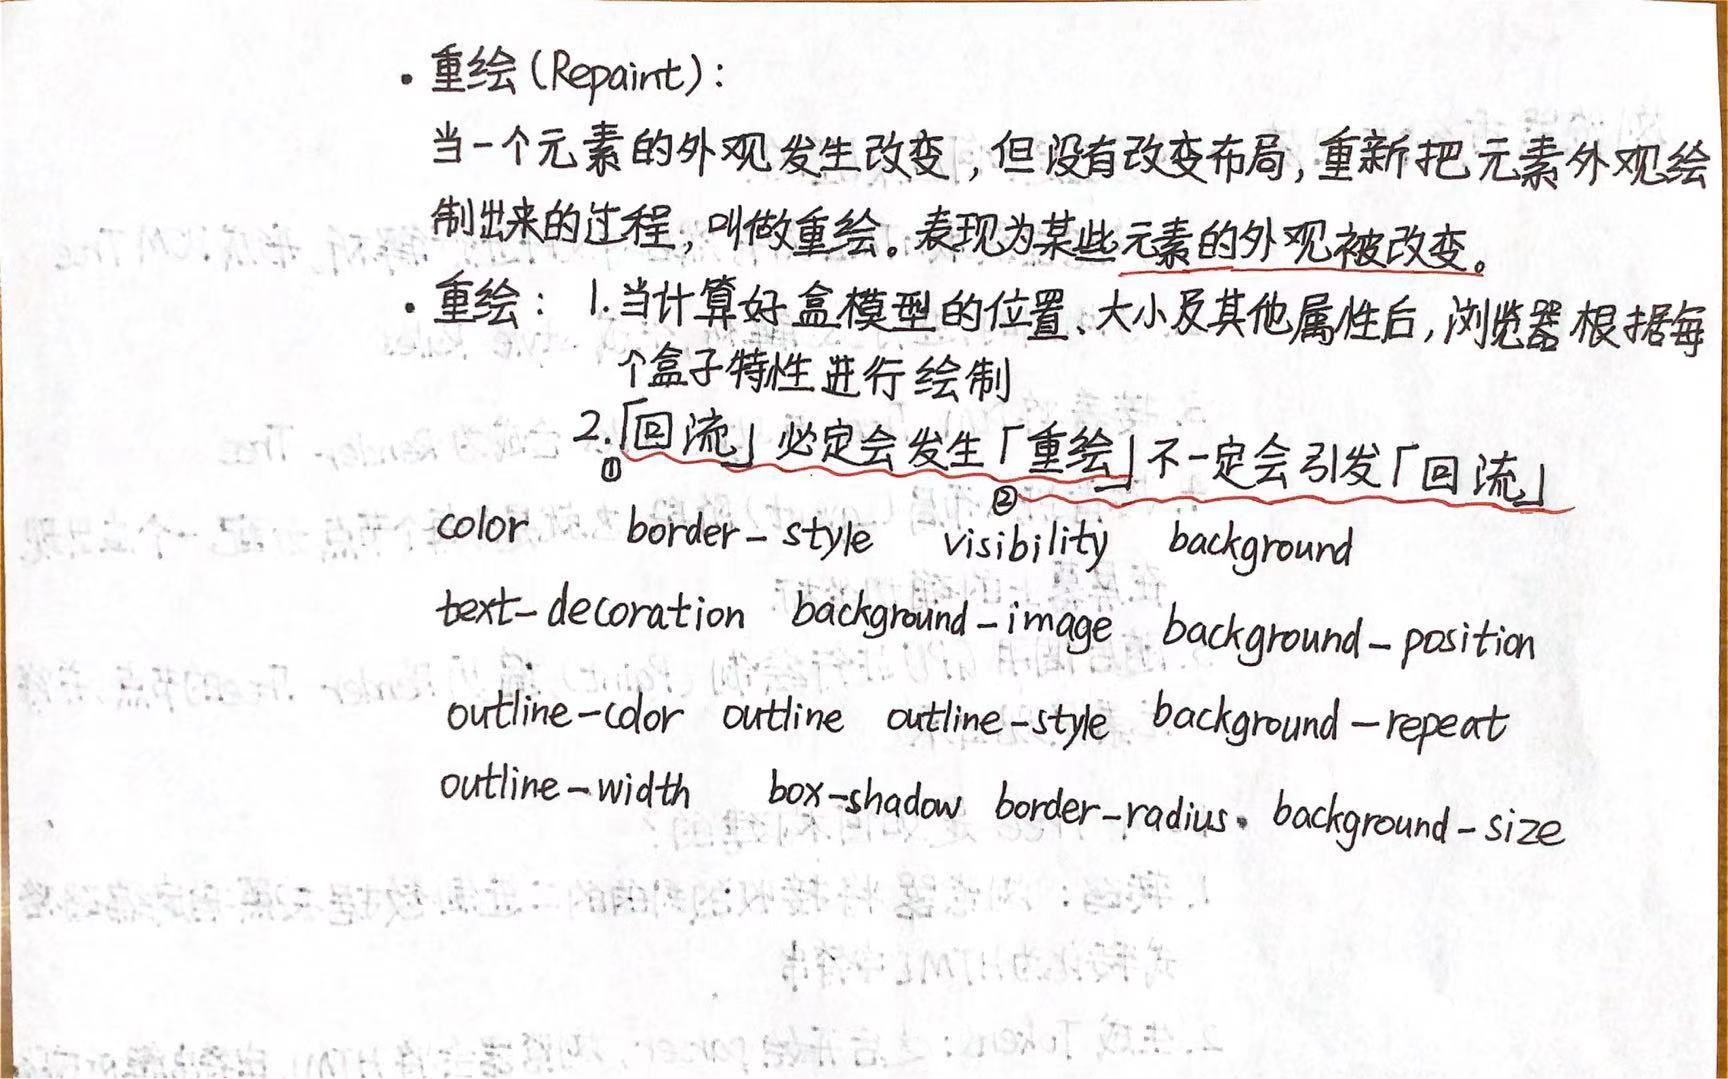 · 重绘(Repaint):
当一个元素的外观发生改变,但没有改变布局,重新把元素外观绘
制出来的过程,叫做重绘。表现为某些元素的外观被改变。
· 重绘: 1.当计算好盒模型的位置、大小及其他属性后,浏览器根据每
个盒子特性进行绘制
2.「回流」必定会发生「重绘」不一定会引发「回流」
① ②
color border-style visibility background
text-decoration background-image background-position
outline-color outline outline-style background-repeat
outline-width box-shadow border-radius. background-size